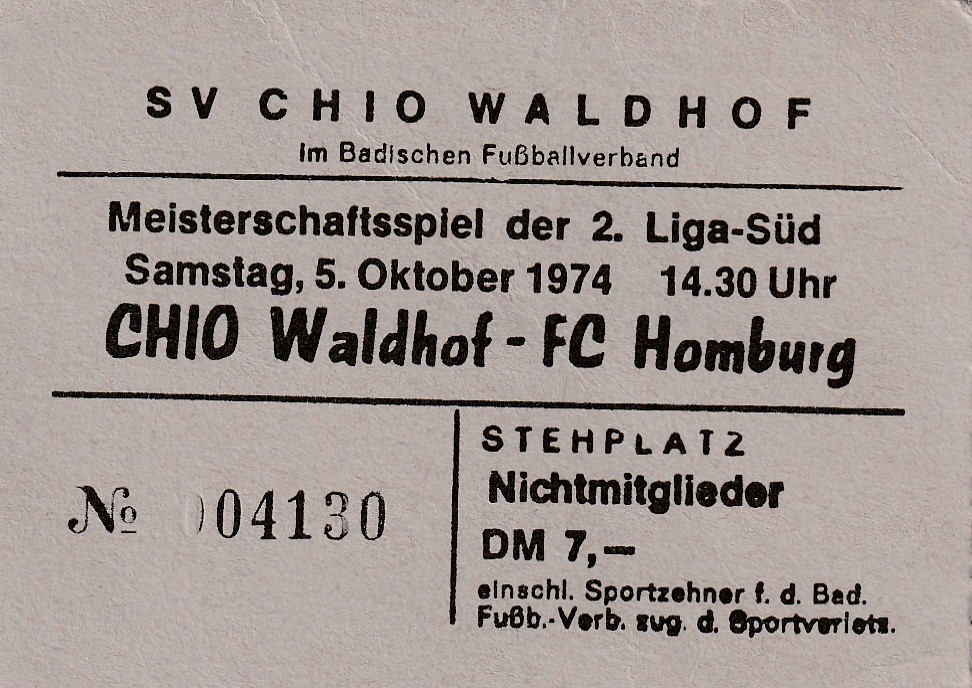 SV CHIO WALDHOF
im Badischen Fußballverband
Meisterschaftsspiel der 2. Liga-Süd
Samstag, 5. Oktober 1974 14.30 Uhr
CHIO Waldhof - FC Homburg
№ 004130
STEHPLATZ
Nichtmitglieder
DM 7,—
einschl. Sportzehner f. d. Bad.
Fußb.-Verb. zug. d. Sportverletz.